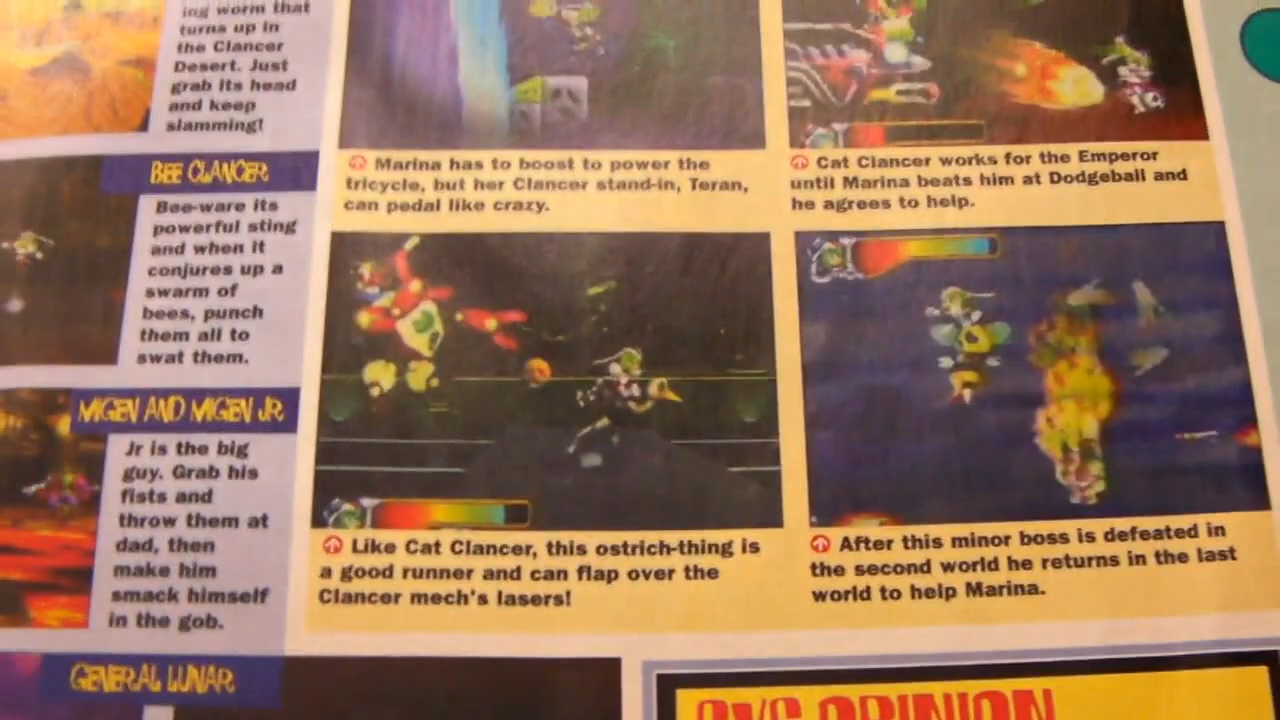 ing worm that
turns up in
the Clancer
Desert. Just
grab its head
and keep
slamming!
BEE CLANCER
Bee-ware its
powerful sting
and when it
conjures up a
swarm of
bees, punch
them all to
swat them.
MIGEN AND MIGEN JR
Jr is the big
guy. Grab his
fists and
throw them at
dad, then
make him
smack himself
in the gob.
GENERAL LUNAR
Marina has to boost to power the
tricycle, but her Clancer stand-in, Teran,
can pedal like crazy.
Cat Clancer works for the Emperor
until Marina beats him at Dodgeball and
he agrees to help.
Like Cat Clancer, this ostrich-thing is
a good runner and can flap over the
Clancer mech's lasers!
After this minor boss is defeated in
the second world he returns in the last
world to help Marina.
OPINION